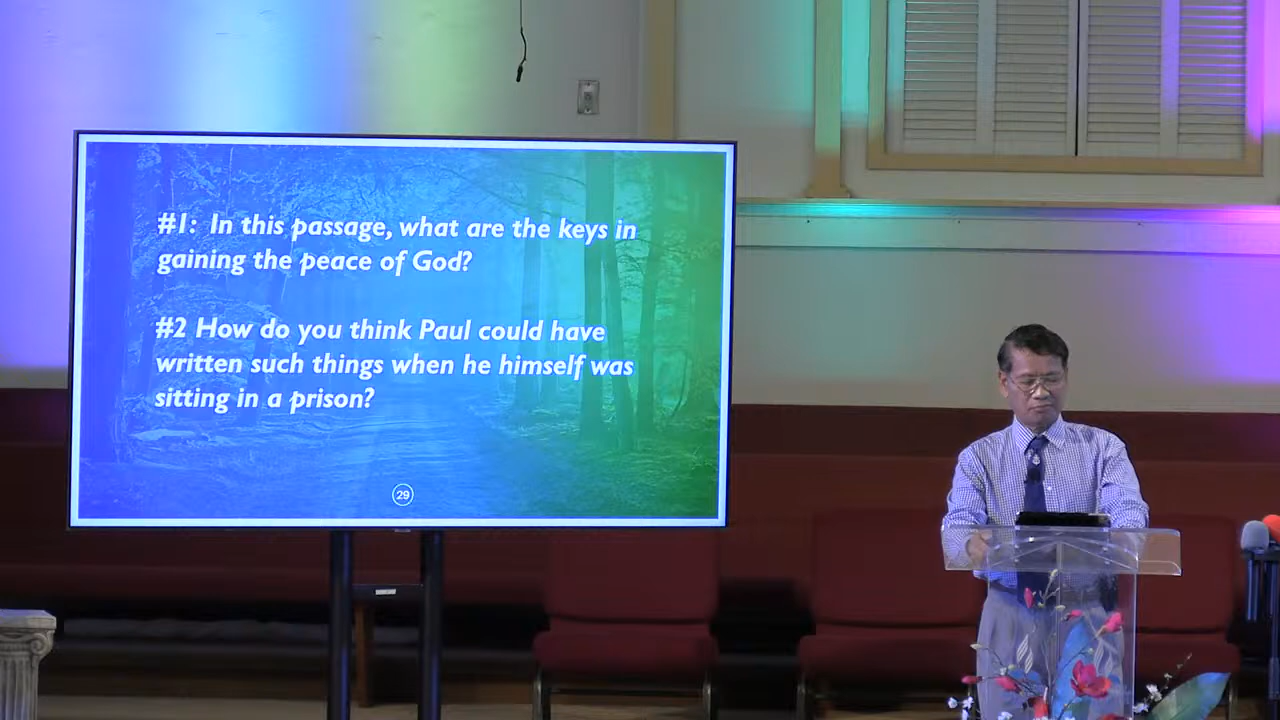 #1: In this passage, what are the keys in
gaining the peace of God?
#2 How do you think Paul could have
written such things when he himself was
sitting in a prison?
29